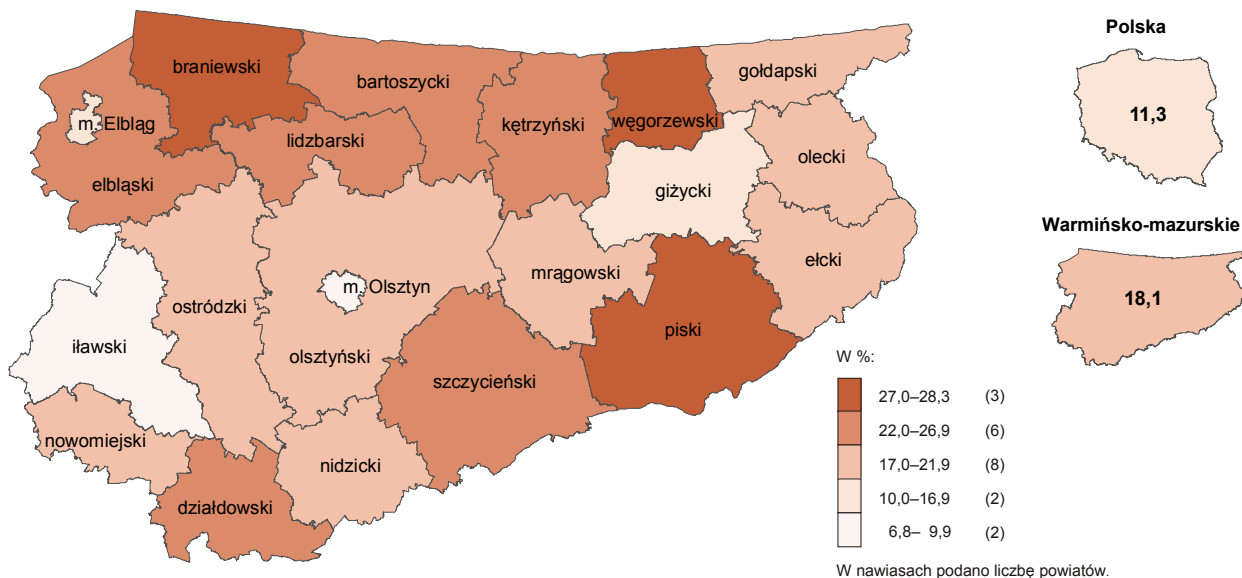 Polska
11,3
Warmińsko-mazurskie
18,1
braniewski
bartoszycki
gołdapski
m. Elbląg
kętrzyński
węgorzewski
lidzbarski
olecki
elbląski
giżycki
mrągowski
ełcki
m. Olsztyn
ostródzki
piski
iławski
olsztyński
szczycieński
nowomiejski
nidzicki
działdowski
W %:
27,0–28,3 (3)
22,0–26,9 (6)
17,0–21,9 (8)
10,0–16,9 (2)
6,8– 9,9 (2)
W nawiasach podano liczbę powiatów.